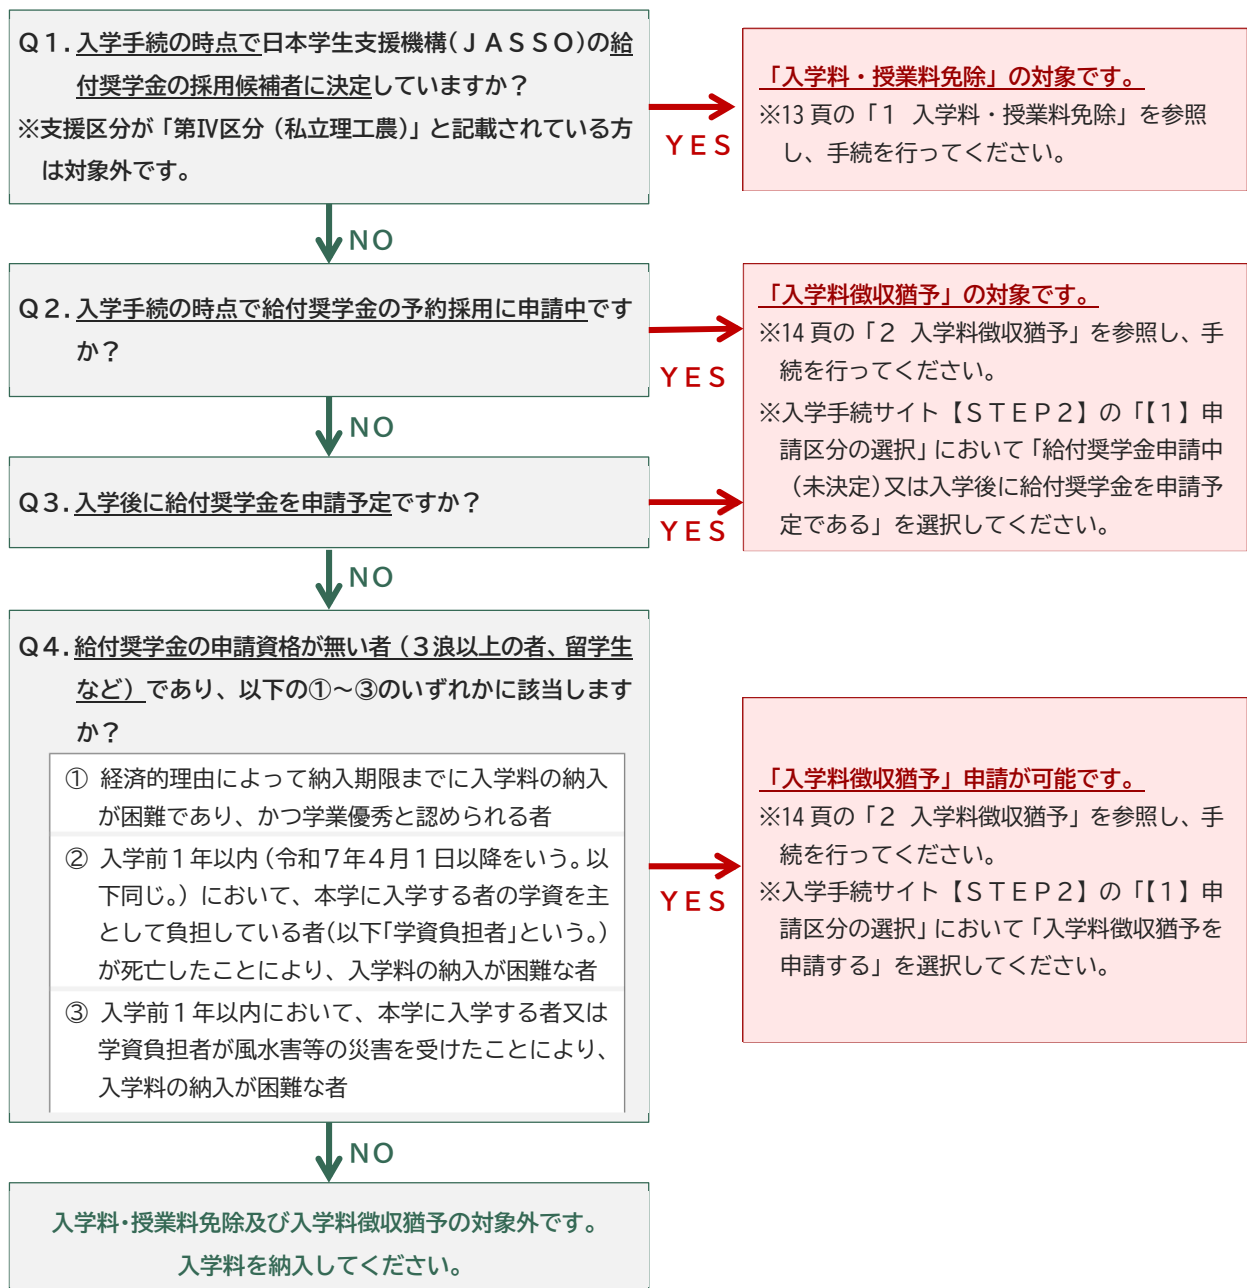 Ｑ１．入学手続の時点で日本学生支援機構（ＪＡＳＳＯ）の給
付奨学金の採用候補者に決定していますか？
※支援区分が「第Ⅳ区分（私立理工農）」と記載されている方
は対象外です。
YES
「入学料・授業料免除」の対象です。
※13頁の「１ 入学料・授業料免除」を参照
し、手続を行ってください。
NO
Ｑ２．入学手続の時点で給付奨学金の予約採用に申請中です
か？
YES
「入学料徴収猶予」の対象です。
※14頁の「２ 入学料徴収猶予」を参照し、手
続を行ってください。
※入学手続サイト【ＳＴＥＰ２】の「【１】申
請区分の選択」において「給付奨学金申請中
（未決定）又は入学後に給付奨学金を申請予
定である」を選択してください。
NO
Ｑ３．入学後に給付奨学金を申請予定ですか？
YES
NO
Ｑ４．給付奨学金の申請資格が無い者（３浪以上の者、留学生
など）であり、以下の①～③のいずれかに該当します
か？
① 経済的理由によって納入期限までに入学料の納入
が困難であり、かつ学業優秀と認められる者
② 入学前１年以内（令和７年４月１日以降をいう。以
下同じ。）において、本学に入学する者の学資を主
として負担している者（以下「学資負担者」という。）
が死亡したことにより、入学料の納入が困難な者
③ 入学前１年以内において、本学に入学する者又は
学資負担者が風水害等の災害を受けたことにより、
入学料の納入が困難な者
YES
「入学料徴収猶予」申請が可能です。
※14頁の「２ 入学料徴収猶予」を参照し、手
続を行ってください。
※入学手続サイト【ＳＴＥＰ２】の「【１】申
請区分の選択」において「入学料徴収猶予を
申請する」を選択してください。
NO
入学料・授業料免除及び入学料徴収猶予の対象外です。
入学料を納入してください。